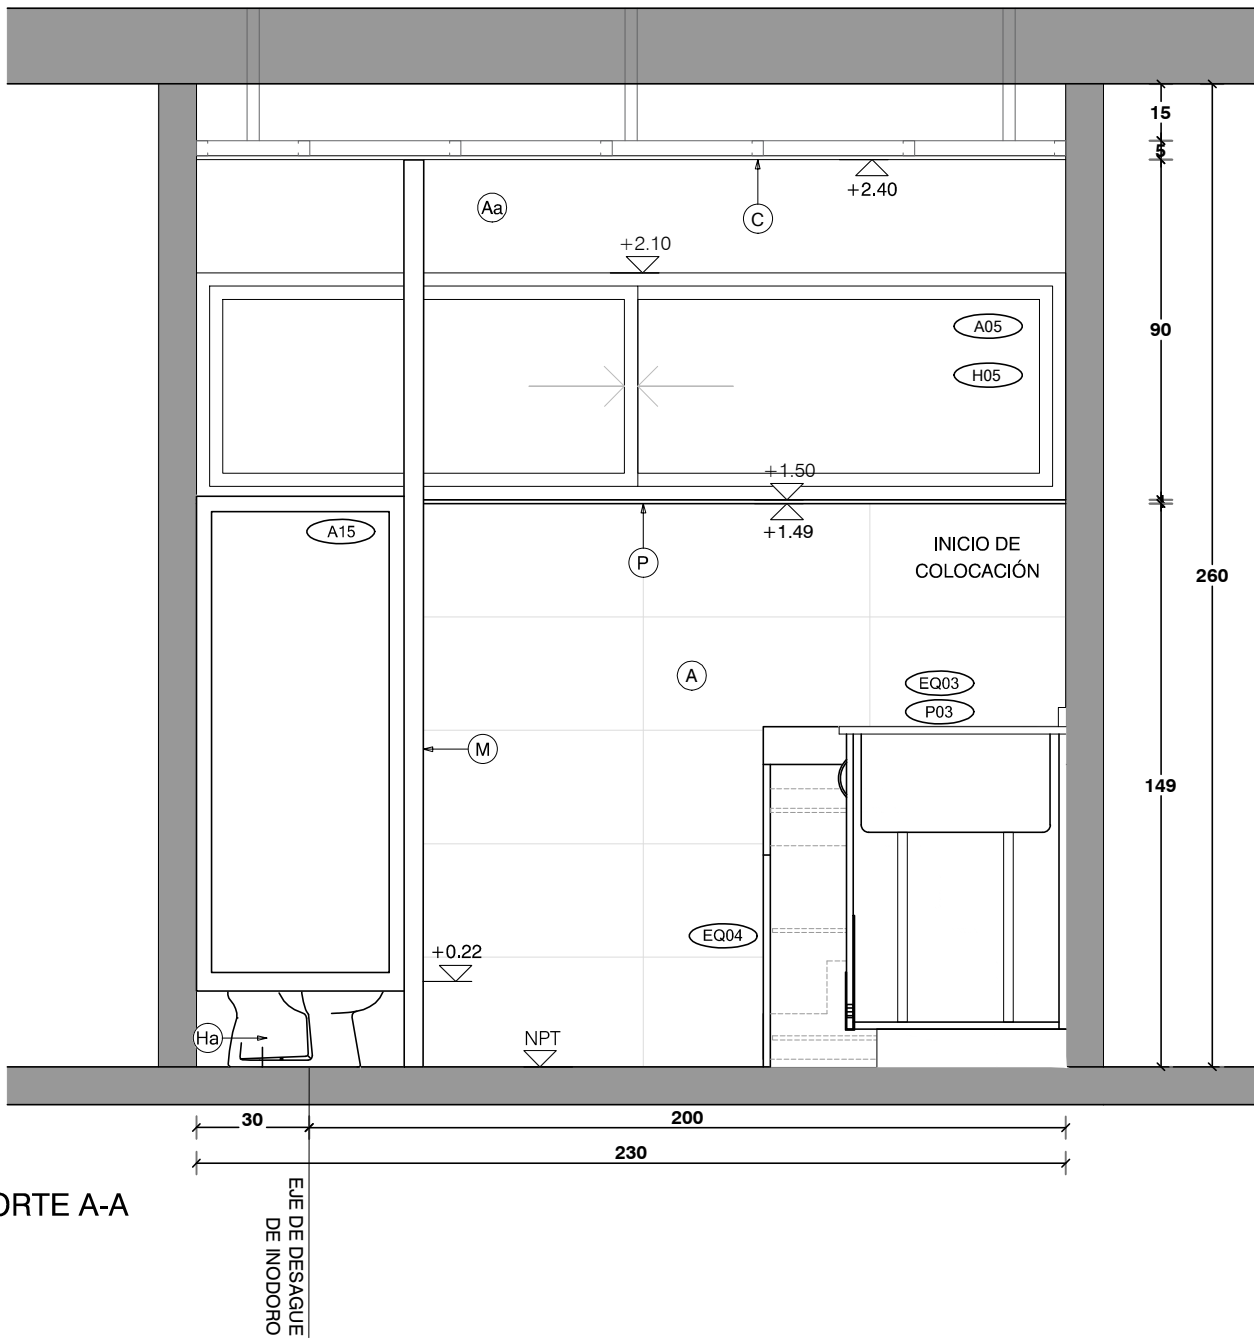 15
5
+2.40
Aa
C
+2.10
A05
90
H05
+1.50
1
A15
+1.49
INICIO DE
COLOCACIÓN
P
260
A
EQ03
P03
M
149
EQ04
+0.22
Ha
NPT
30
200
230
ORTE A-A
EJE DE DESAGUE
DE INODORO